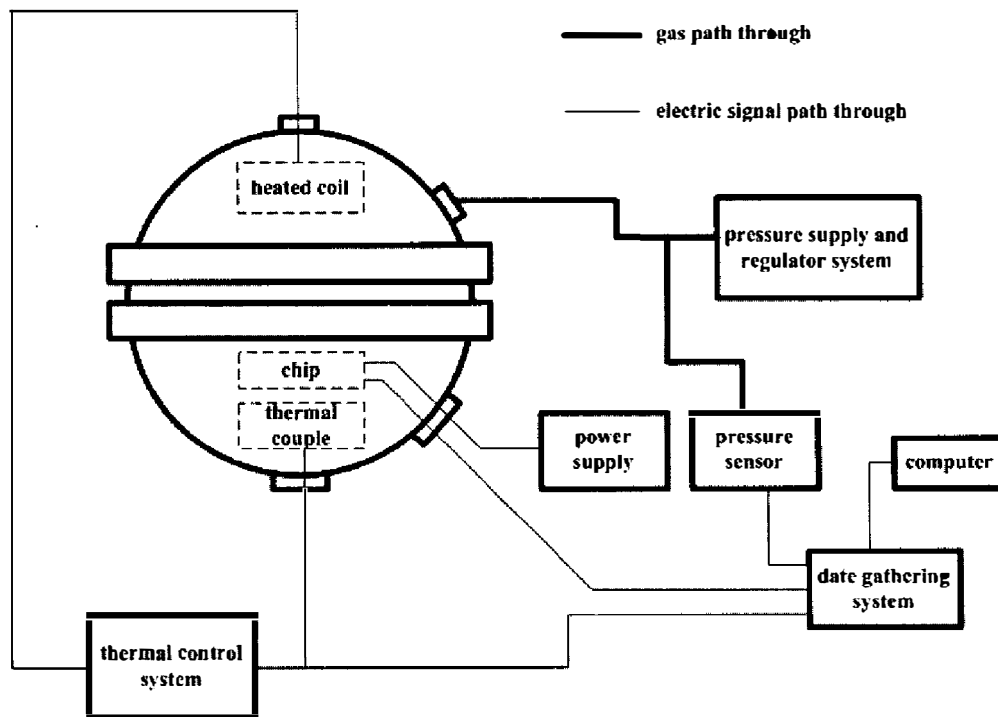 gas path through
electric signal path through
heated coil
pressure supply and
regulator system
chip
thermal
couple
power
supply
pressure
sensor
computer
date gathering
system
thermal control
system